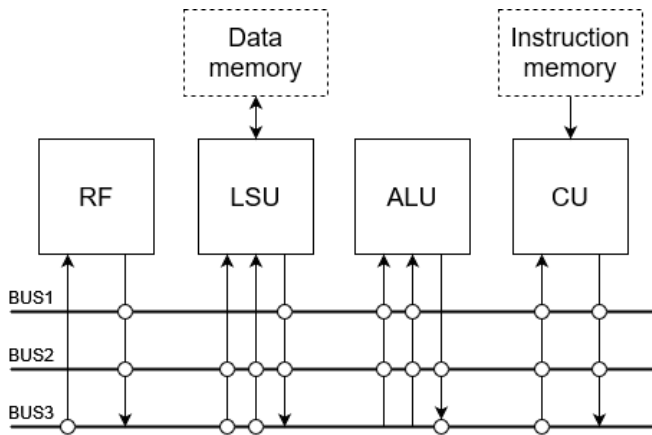 Data
memory
Instruction
memory
RF
LSU
ALU
CU
BUS1
BUS2
BUS3